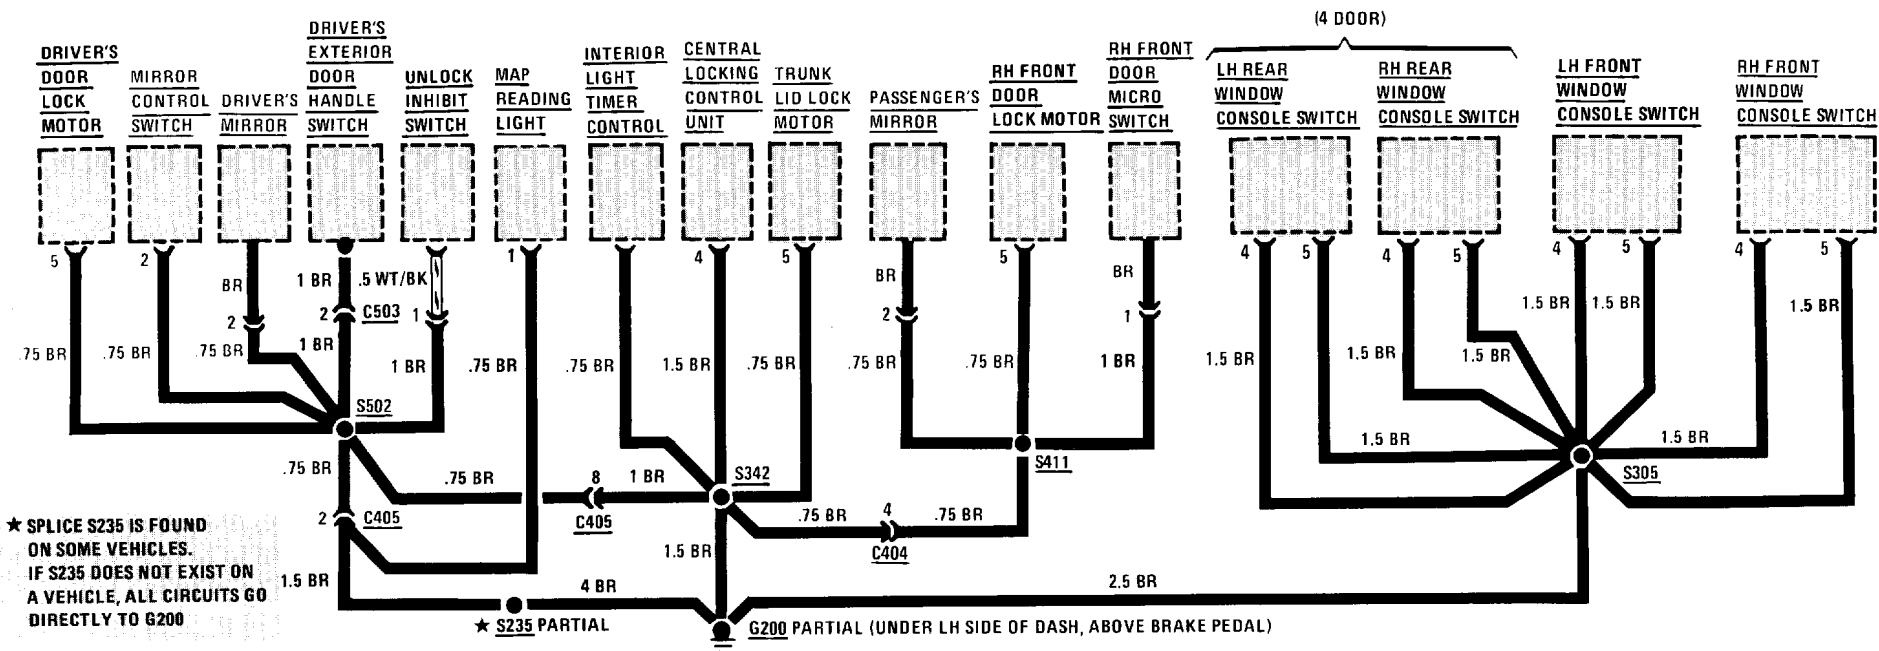 (4 DOOR)
DRIVER'S
DOOR
LOCK
MOTOR
MIRROR
CONTROL
SWITCH
DRIVER'S
MIRROR
DRIVER'S
EXTERIOR
DOOR
HANDLE
SWITCH
UNLOCK
INHIBIT
SWITCH
MAP
READING
LIGHT
INTERIOR
LIGHT
TIMER
CONTROL
CENTRAL
LOCKING
CONTROL
UNIT
TRUNK
LID LOCK
MOTOR
PASSENGER'S
MIRROR
RH FRONT
DOOR
LOCK MOTOR
RH FRONT
DOOR
MICRO
SWITCH
LH REAR
WINDOW
CONSOLE SWITCH
RH REAR
WINDOW
CONSOLE SWITCH
LH FRONT
WINDOW
CONSOLE SWITCH
RH FRONT
WINDOW
CONSOLE SWITCH
5
2
1
4
5
5
4
5
4
5
4
5
4
5
BR
1 BR
.5 WT/BK
BR
BR
1.5 BR
1.5 BR
1.5 BR
2
2
C503
1
2
1
.75 BR
.75 BR
.75 BR
1 BR
1 BR
.75 BR
.75 BR
1.5 BR
.75 BR
.75 BR
.75 BR
1 BR
1.5 BR
1.5 BR
1.5 BR
S502
1.5 BR
1.5 BR
.75 BR
.75 BR
8
1 BR
S342
S411
S305
2
C405
C405
.75 BR
4
.75 BR
C404
1.5 BR
★ SPLICE S235 IS FOUND
ON SOME VEHICLES.
IF S235 DOES NOT EXIST ON
A VEHICLE, ALL CIRCUITS GO
DIRECTLY TO G200
1.5 BR
4 BR
2.5 BR
★ S235 PARTIAL
G200 PARTIAL (UNDER LH SIDE OF DASH, ABOVE BRAKE PEDAL)